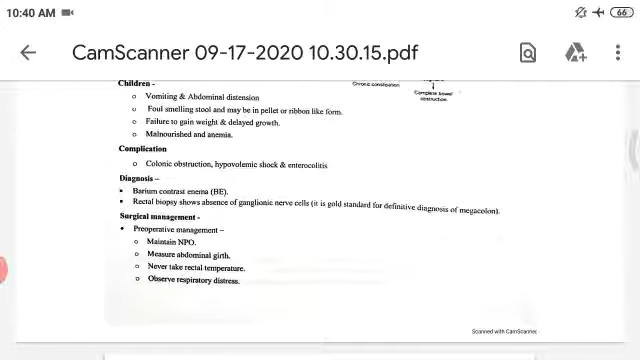 10:40 AM
66
CamScanner 09-17-2020 10.30.15.pdf
Children -
Chronic constipation
Complete bowel
obstruction.
o Vomiting & Abdominal distension
o Foul smelling stool and may be in pellet or ribbon like form.
o Failure to gain weight & delayed growth.
o Malnourished and anemia.
Complication
o Colonic obstruction, hypovolemic shock & enterocolitis
Diagnosis -
• Barium contrast enema (BE).
• Rectal biopsy shows absence of ganglionic nerve cells (it is gold standard for definitive diagnosis of megacolon).
Surgical management -
• Preoperative management –
o Maintain NPO.
o Measure abdominal girth.
o Never take rectal temperature.
o Observe respiratory distress.
Scanned with CamScanner